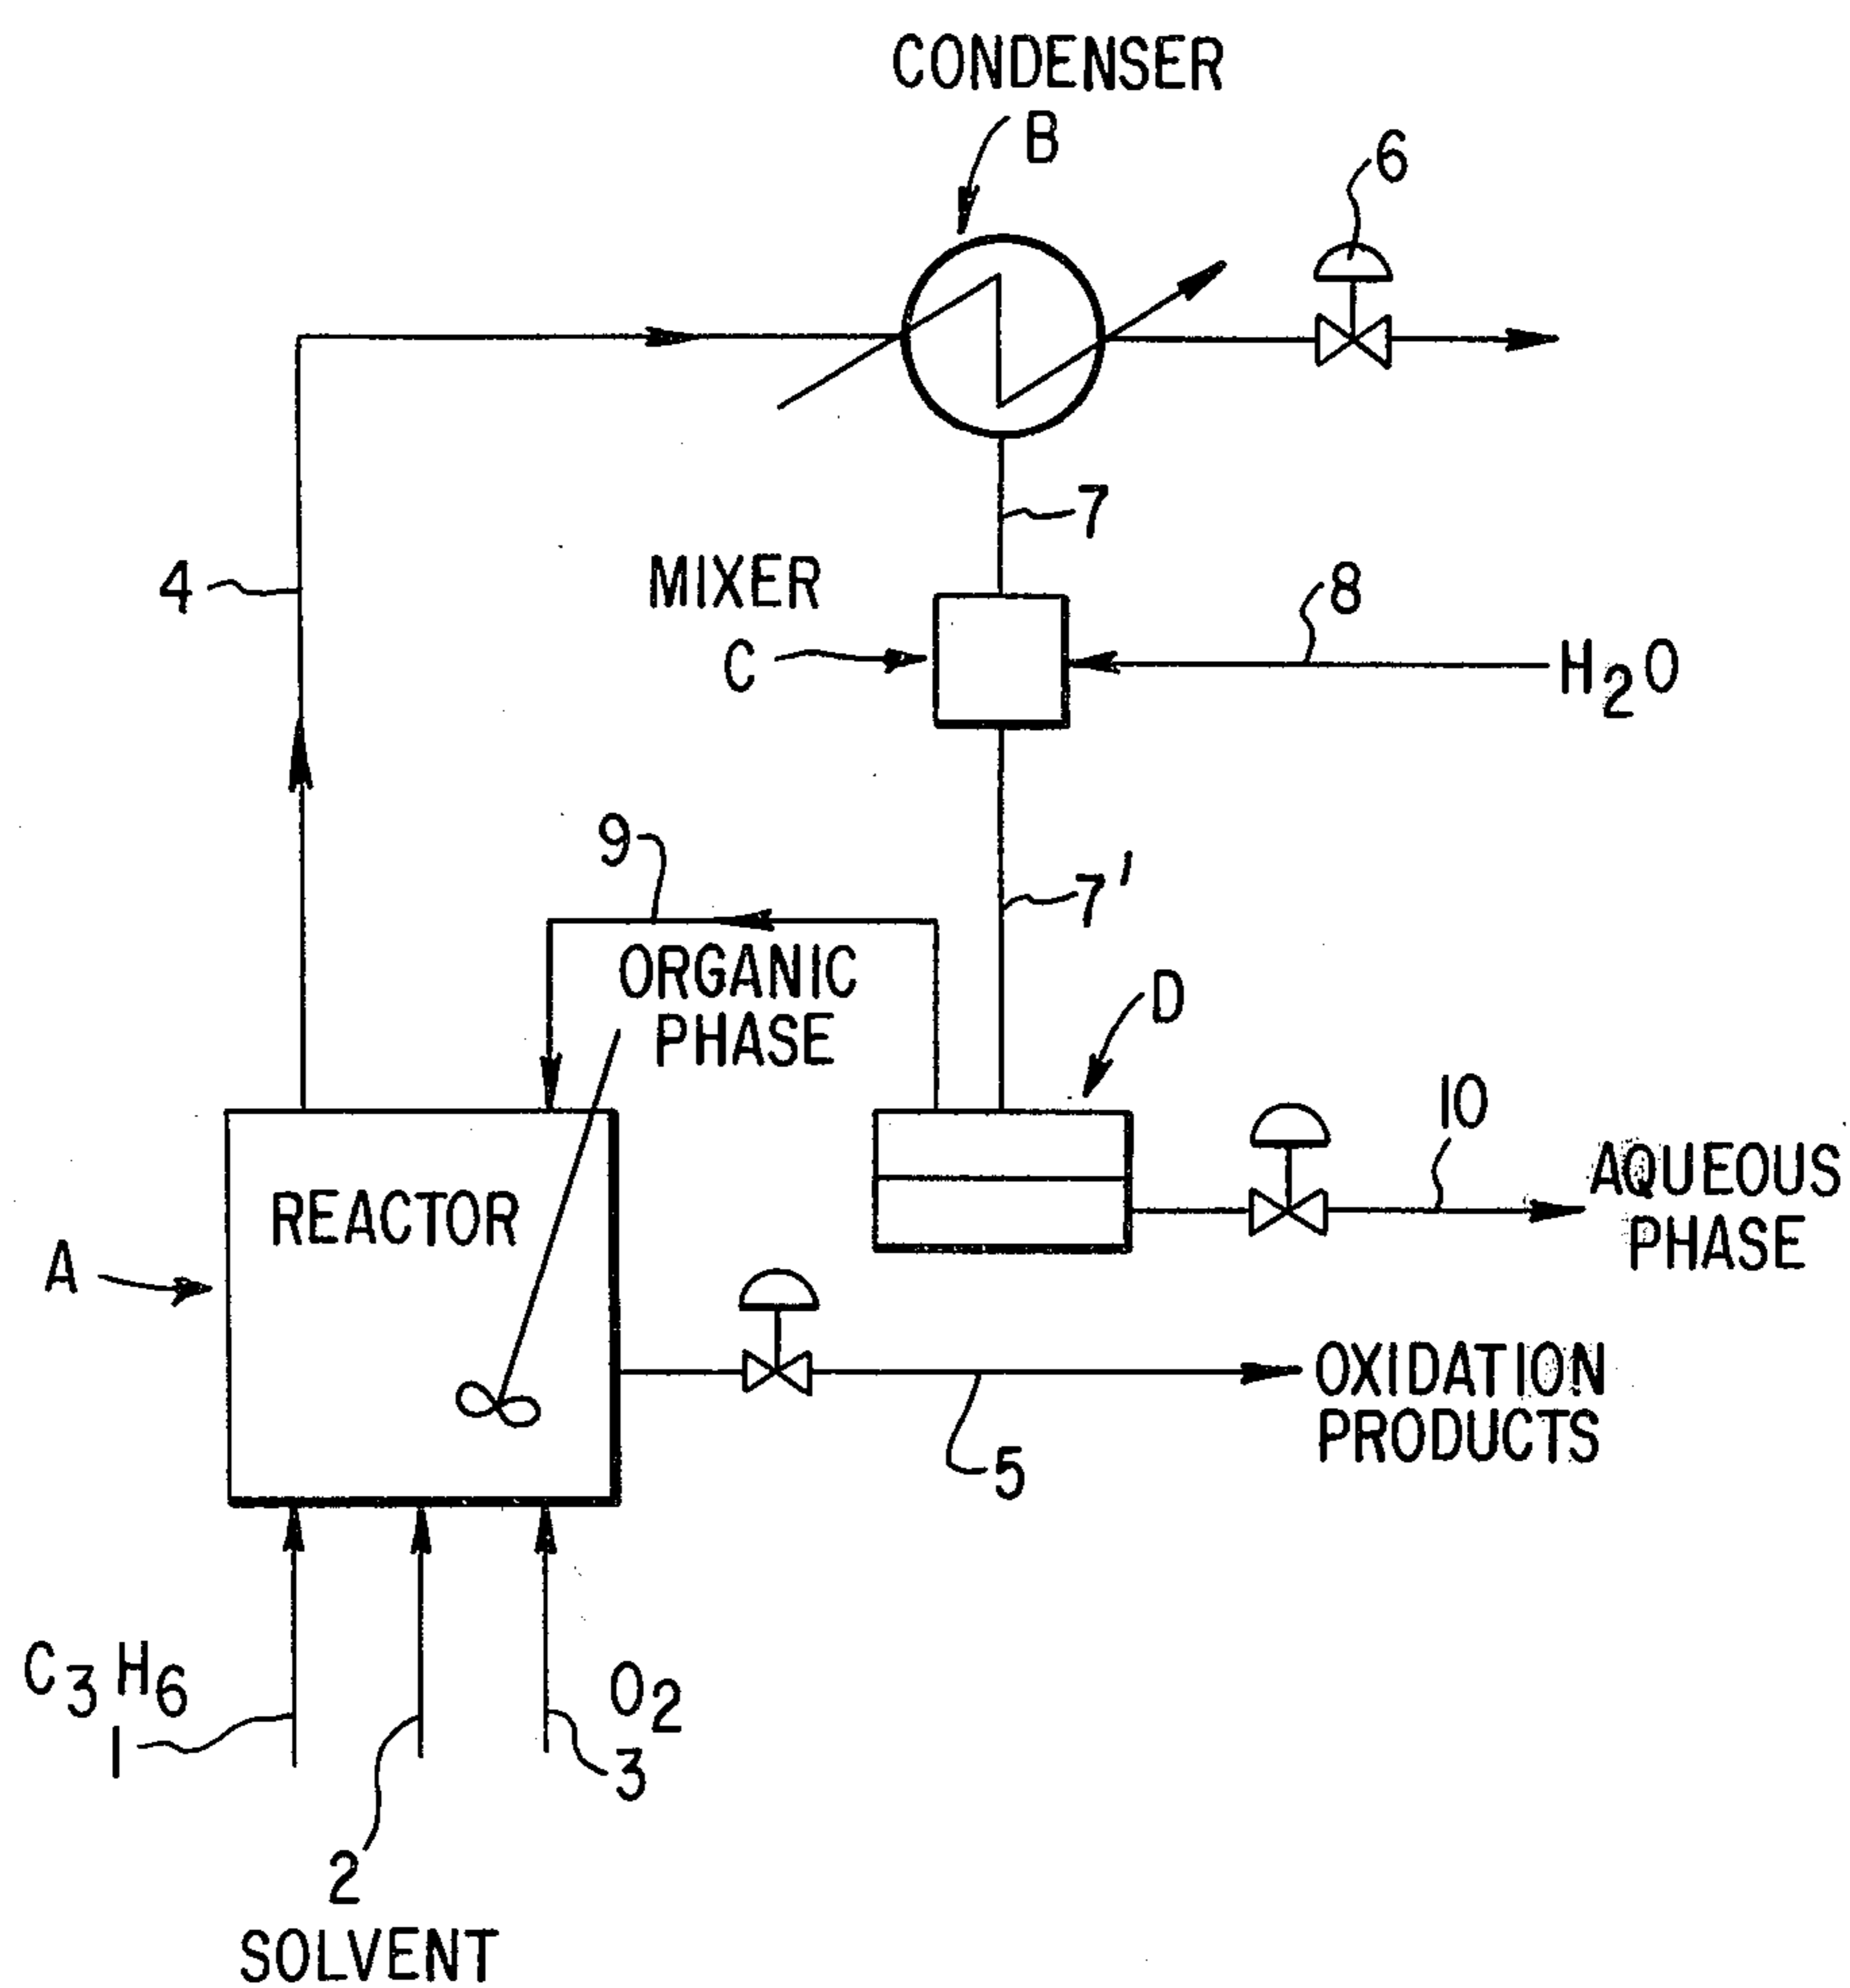 CONDENSER
B
6
7
4
MIXER
C
8
H2O
9
7'
ORGANIC
PHASE
D
10
AQUEOUS
PHASE
REACTOR
A
OXIDATION
PRODUCTS
5
C3H6
1
O2
3
2
SOLVENT